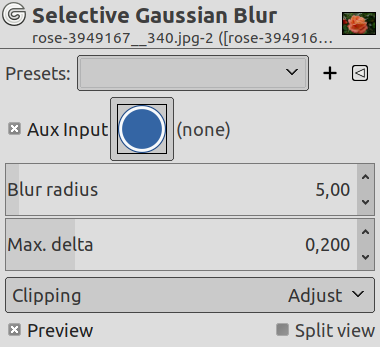 Selective Gaussian Blur
rose-3949167__340.jpg-2 ([rose-394916...
Presets:
Aux Input (none)
Blur radius 5,00
Max. delta 0,200
Clipping Adjust
Preview Split view